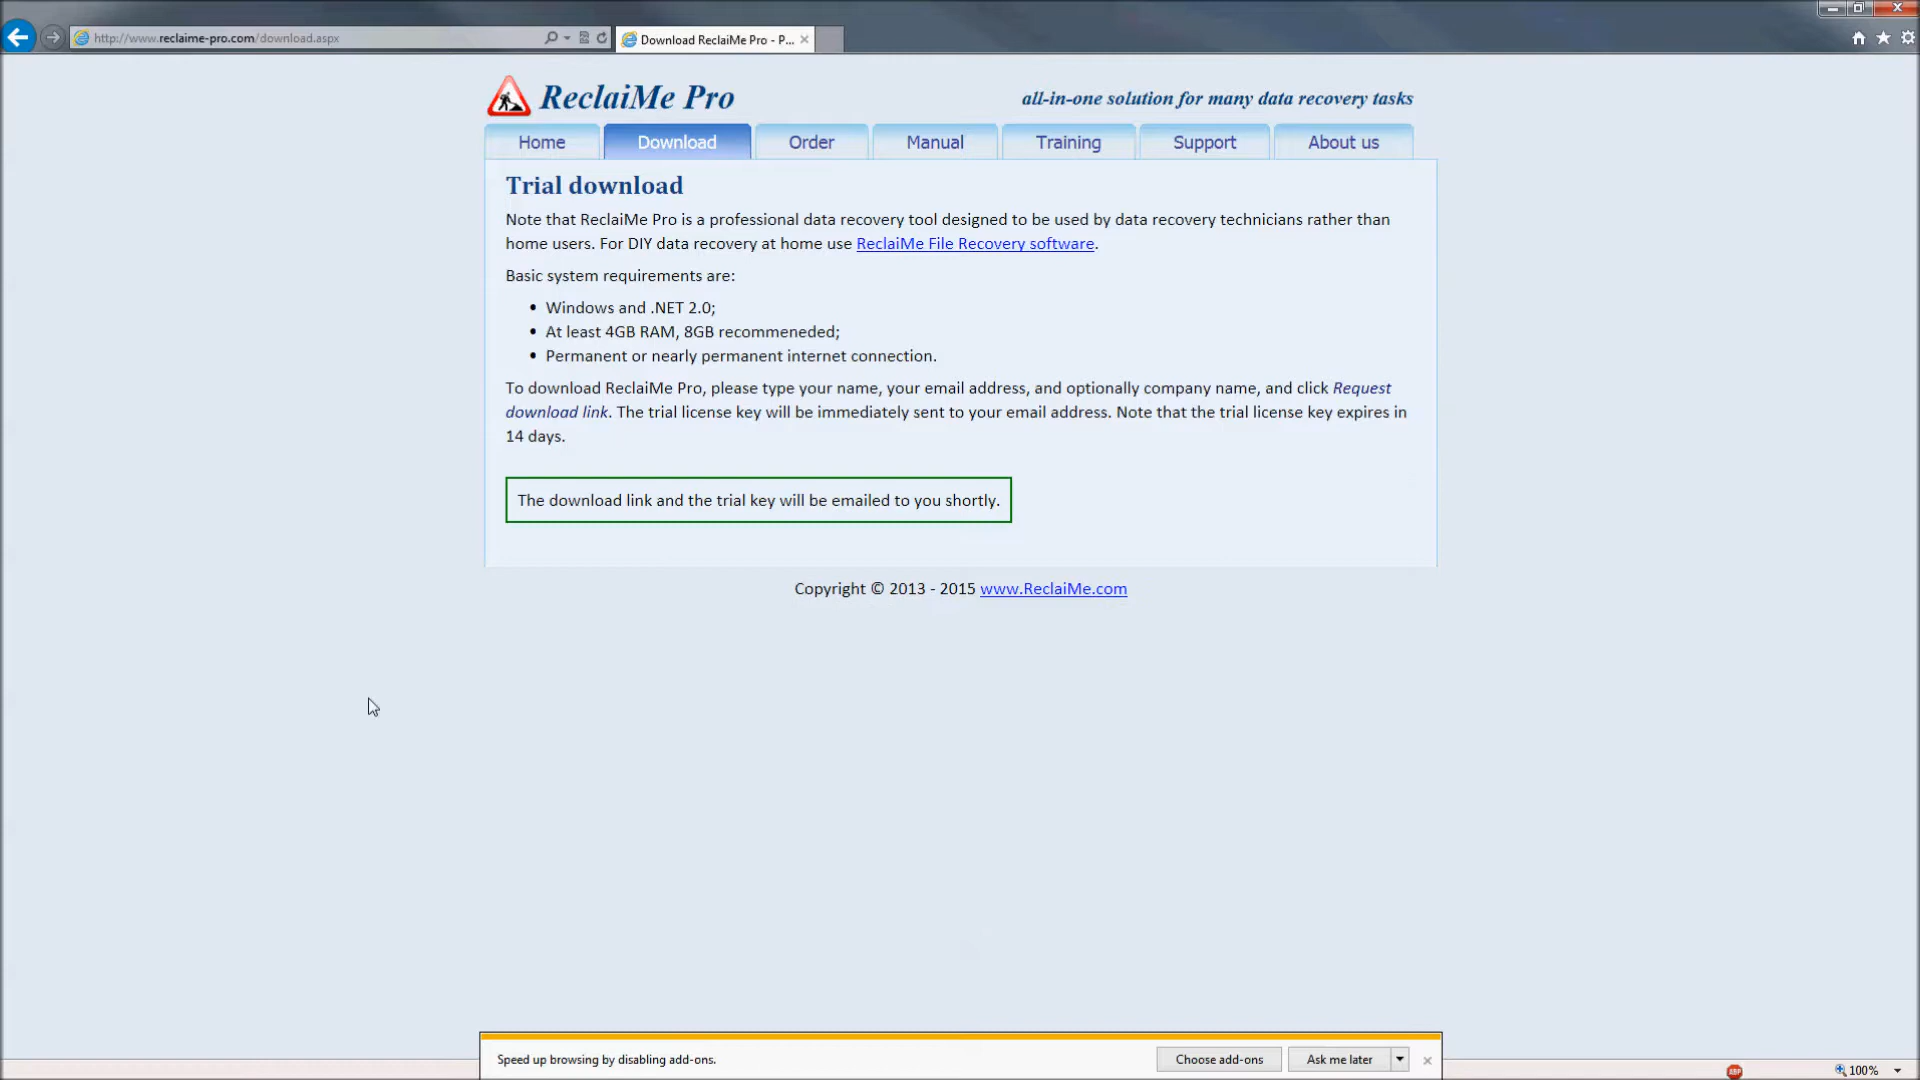 http://www.reclaime-pro.com/download.aspx
Download ReclaiMe Pro - P...
ReclaiMe Pro
all-in-one solution for many data recovery tasks
Home
Download
Order
Manual
Training
Support
About us
Trial download
Note that ReclaiMe Pro is a professional data recovery tool designed to be used by data recovery technicians rather than
home users. For DIY data recovery at home use ReclaiMe File Recovery software.
Basic system requirements are:
• Windows and .NET 2.0;
• At least 4GB RAM, 8GB recommeneded;
• Permanent or nearly permanent internet connection.
To download ReclaiMe Pro, please type your name, your email address, and optionally company name, and click Request
download link. The trial license key will be immediately sent to your email address. Note that the trial license key expires in
14 days.
The download link and the trial key will be emailed to you shortly.
Copyright © 2013 - 2015 www.ReclaiMe.com
Speed up browsing by disabling add-ons.
Choose add-ons
Ask me later
ABP
100%